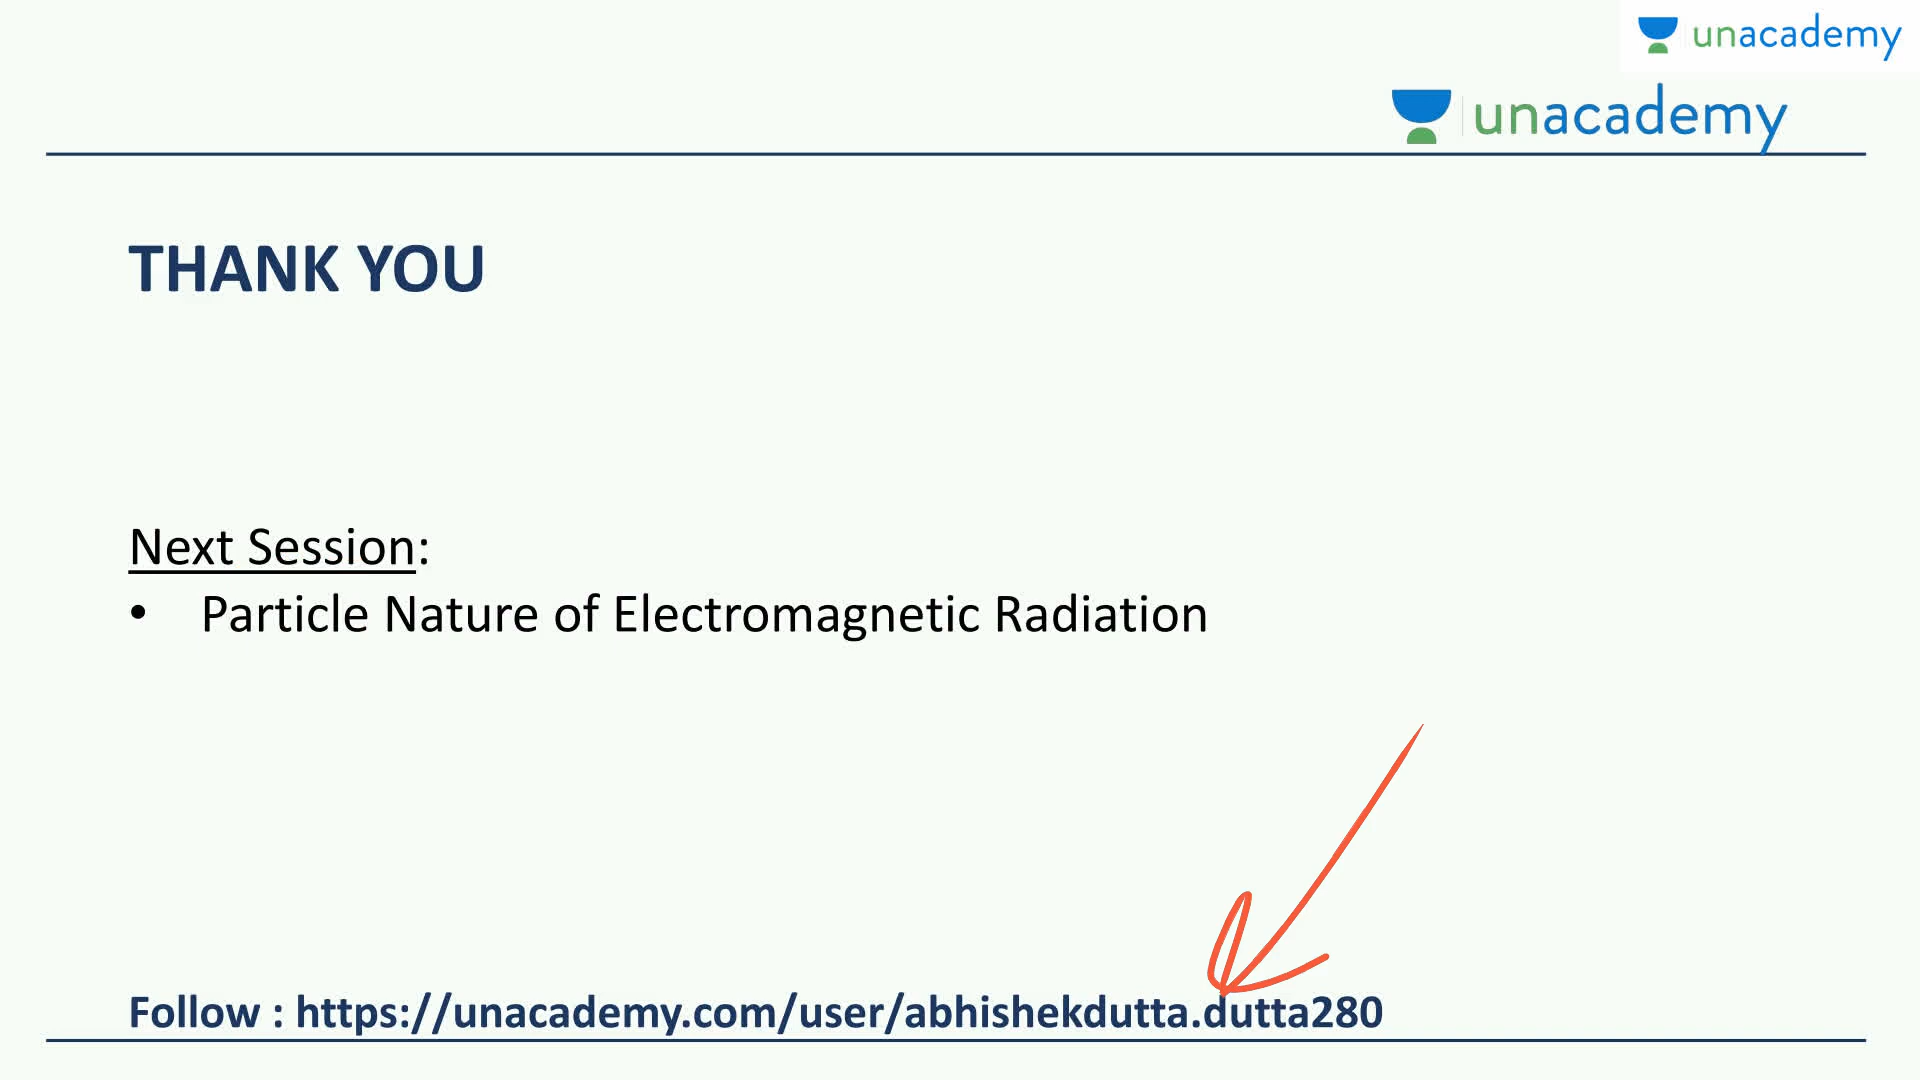 unacademy
unacademy
THANK YOU
Next Session:
• Particle Nature of Electromagnetic Radiation
Follow : https://unacademy.com/user/abhishekdutta.dutta280